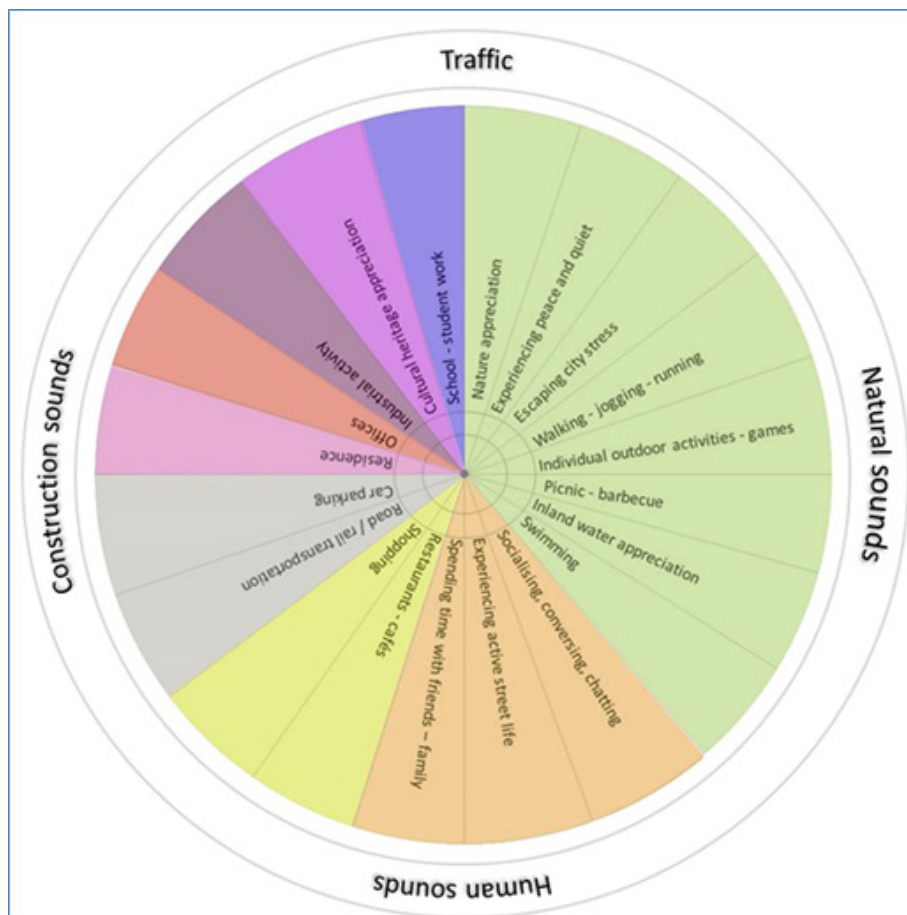 Traffic
Natural sounds
Human sounds
Construction sounds
Nature appreciation
Experiencing peace and quiet
Escaping city stress
Walking - jogging - running
Individual outdoor activities - games
Picnic - barbecue
Inland water appreciation
Swimming
Socialising, conversing, chatting
Experiencing active street life
Spending time with friends – family
Restaurants - cafés
Shopping
Road / rail transportation
Car parking
Residence
Offices
Industrial activity
Cultural heritage appreciation
School - student work